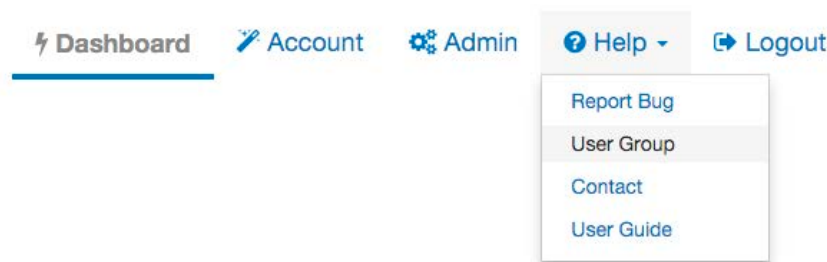 Dashboard Account Admin Help Logout
Report Bug
User Group
Contact
User Guide